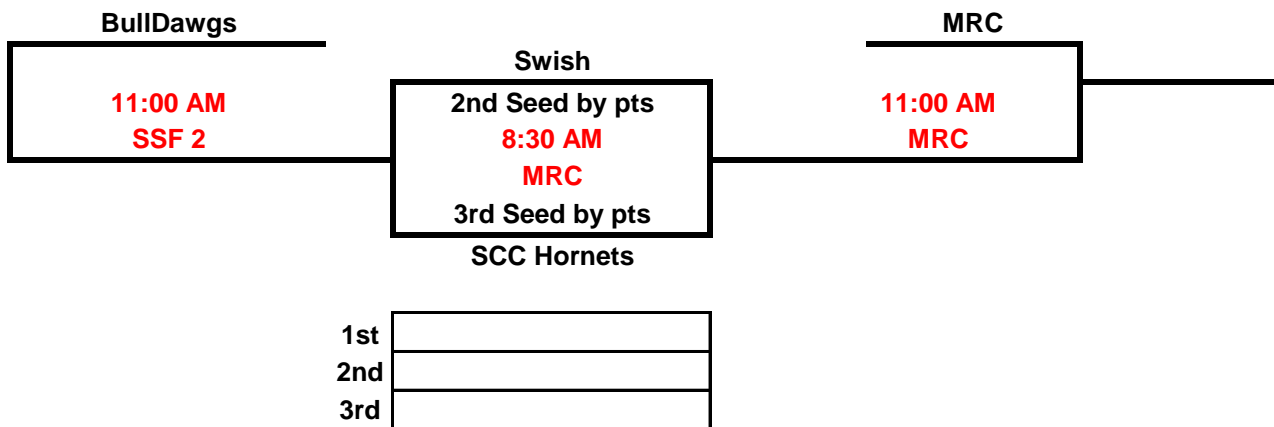 BullDawgs
MRC
Swish
11:00 AM
2nd Seed by pts
11:00 AM
SSF 2
8:30 AM
MRC
MRC
3rd Seed by pts
SCC Hornets
1st
2nd
3rd